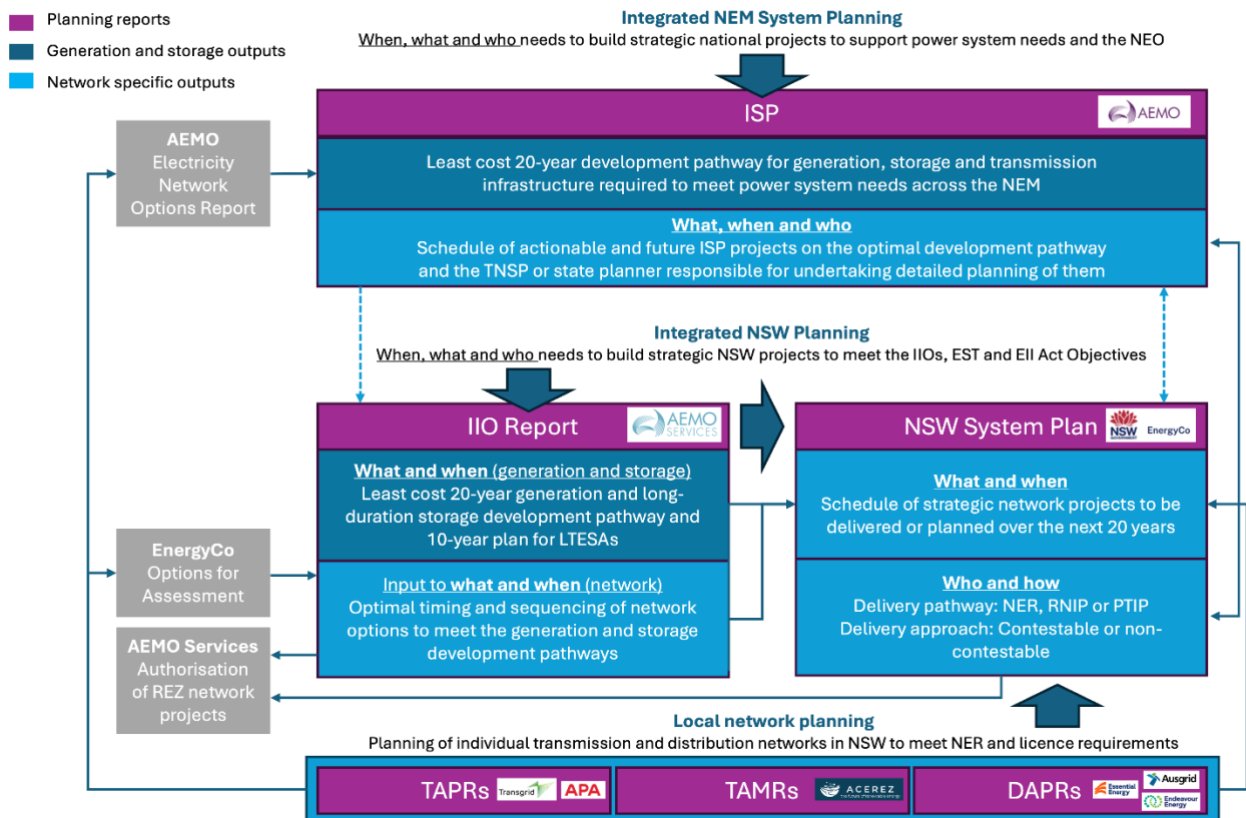 Planning reports
Generation and storage outputs
Network specific outputs
Integrated NEM System Planning
When, what and who needs to build strategic national projects to support power system needs and the NEO
ISP
AEMO
AEMO
Electricity
Network
Options Report
Least cost 20-year development pathway for generation, storage and transmission
infrastructure required to meet power system needs across the NEM
What, when and who
Schedule of actionable and future ISP projects on the optimal development pathway
and the TNSP or state planner responsible for undertaking detailed planning of them
Integrated NSW Planning
When, what and who needs to build strategic NSW projects to meet the IIOs, EST and EII Act Objectives
IIO Report
AEMO
SERVICES
What and when (generation and storage)
Least cost 20-year generation and long-
duration storage development pathway and
10-year plan for LTESAs
Input to what and when (network)
Optimal timing and sequencing of network
options to meet the generation and storage
development pathways
NSW System Plan
NSW
GOVERNMENT
EnergyCo
What and when
Schedule of strategic network projects to be
delivered or planned over the next 20 years
Who and how
Delivery pathway: NER, RNIP or PTIP
Delivery approach: Contestable or non-
contestable
EnergyCo
Options for
Assessment
AEMO Services
Authorisation
of REZ network
projects
Local network planning
Planning of individual transmission and distribution networks in NSW to meet NER and licence requirements
TAPRs
Transgrid
APA
TAMRs
ACEREZ
DAPRs
Essential
Energy
Ausgrid
Endeavour
Energy